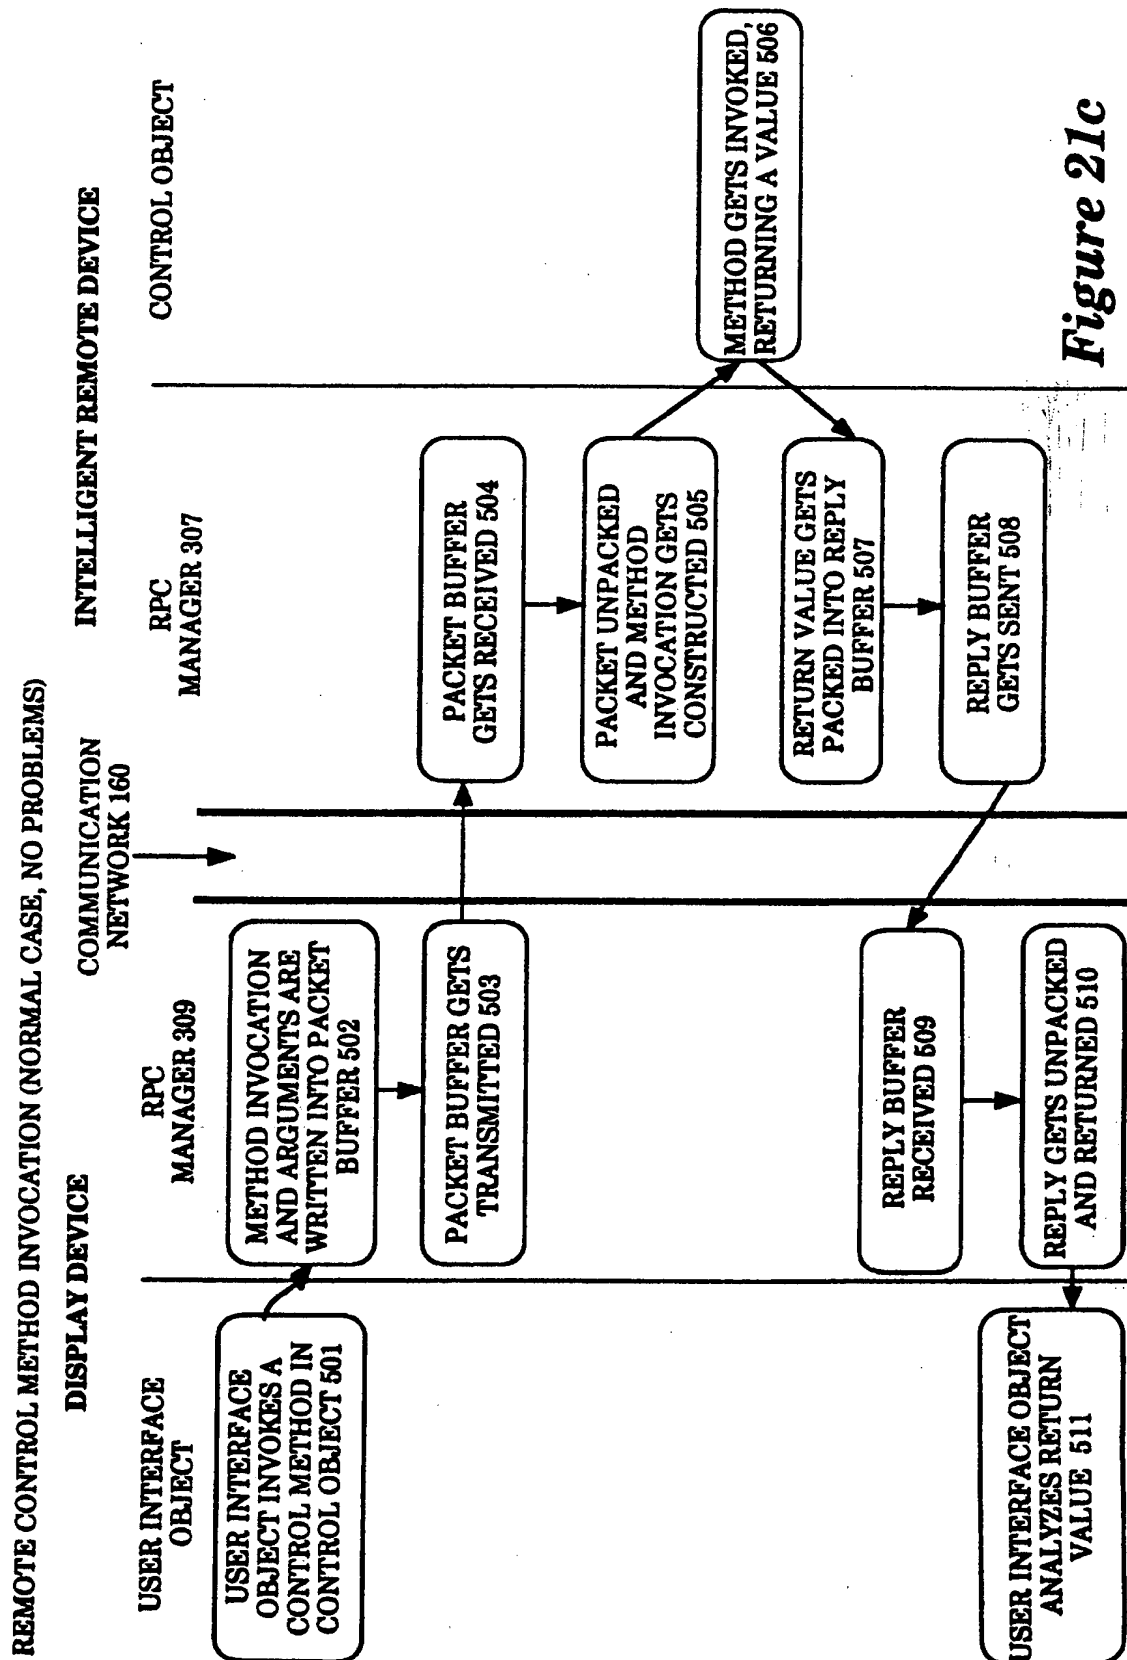 REMOTE CONTROL METHOD INVOCATION (NORMAL CASE, NO PROBLEMS)
DISPLAY DEVICE
COMMUNICATION
NETWORK 160
INTELLIGENT REMOTE DEVICE
USER INTERFACE
OBJECT
RPC
MANAGER 309
RPC
MANAGER 307
CONTROL OBJECT
USER INTERFACE
OBJECT INVOKES A
CONTROL METHOD IN
CONTROL OBJECT 501
METHOD INVOCATION
AND ARGUMENTS ARE
WRITTEN INTO PACKET
BUFFER 502
PACKET BUFFER GETS
TRANSMITTED 503
PACKET BUFFER
GETS RECEIVED 504
PACKET UNPACKED
AND METHOD
INVOCATION GETS
CONSTRUCTED 505
METHOD GETS INVOKED,
RETURNING A VALUE 506
RETURN VALUE GETS
PACKED INTO REPLY
BUFFER 507
REPLY BUFFER
GETS SENT 508
REPLY BUFFER
RECEIVED 509
REPLY GETS UNPACKED
AND RETURNED 510
USER INTERFACE OBJECT
ANALYZES RETURN
VALUE 511
Figure 21c